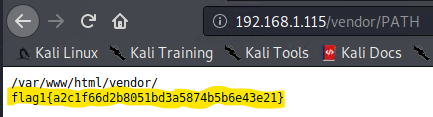 192.168.1.115/vendor/PATH
Kali Linux Kali Training Kali Tools Kali Docs
/var/www/html/vendor/
flag1{a2c1f66d2b8051bd3a5874b5b6e43e21}